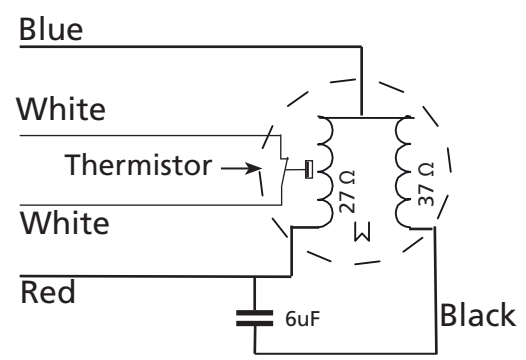 Blue
White
Thermistor
White
Red
27 Ω
37 Ω
M
6uF
Black